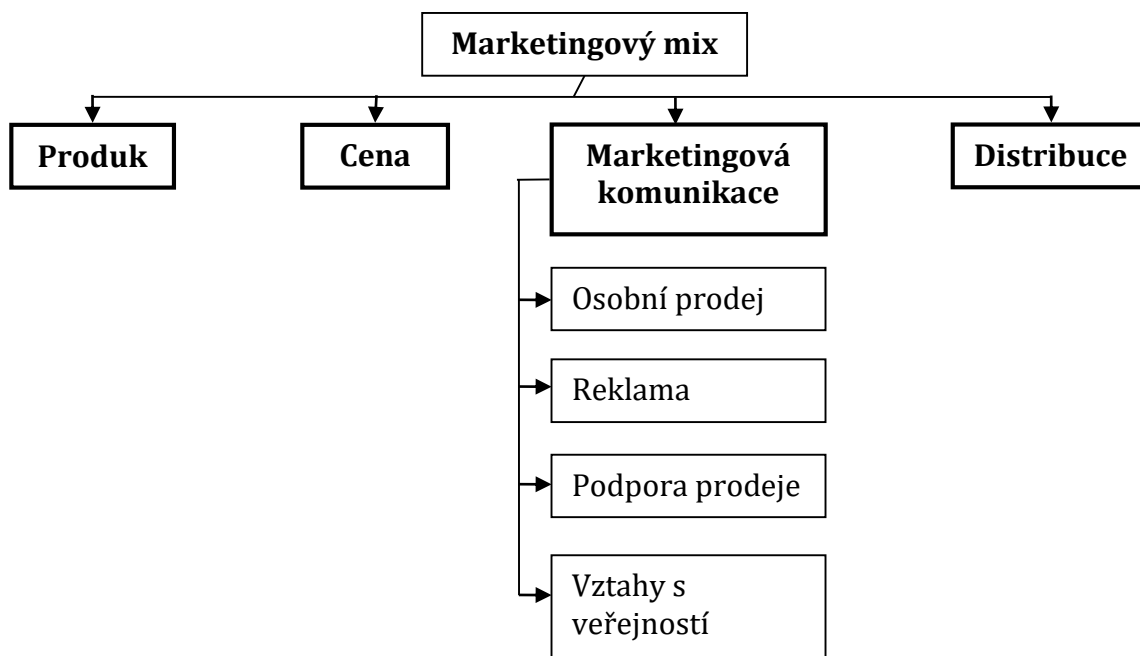 Marketingový mix
Produk
Cena
Marketingová
komunikace
Distribuce
Osobní prodej
Reklama
Podpora prodeje
Vztahy s
veřejností